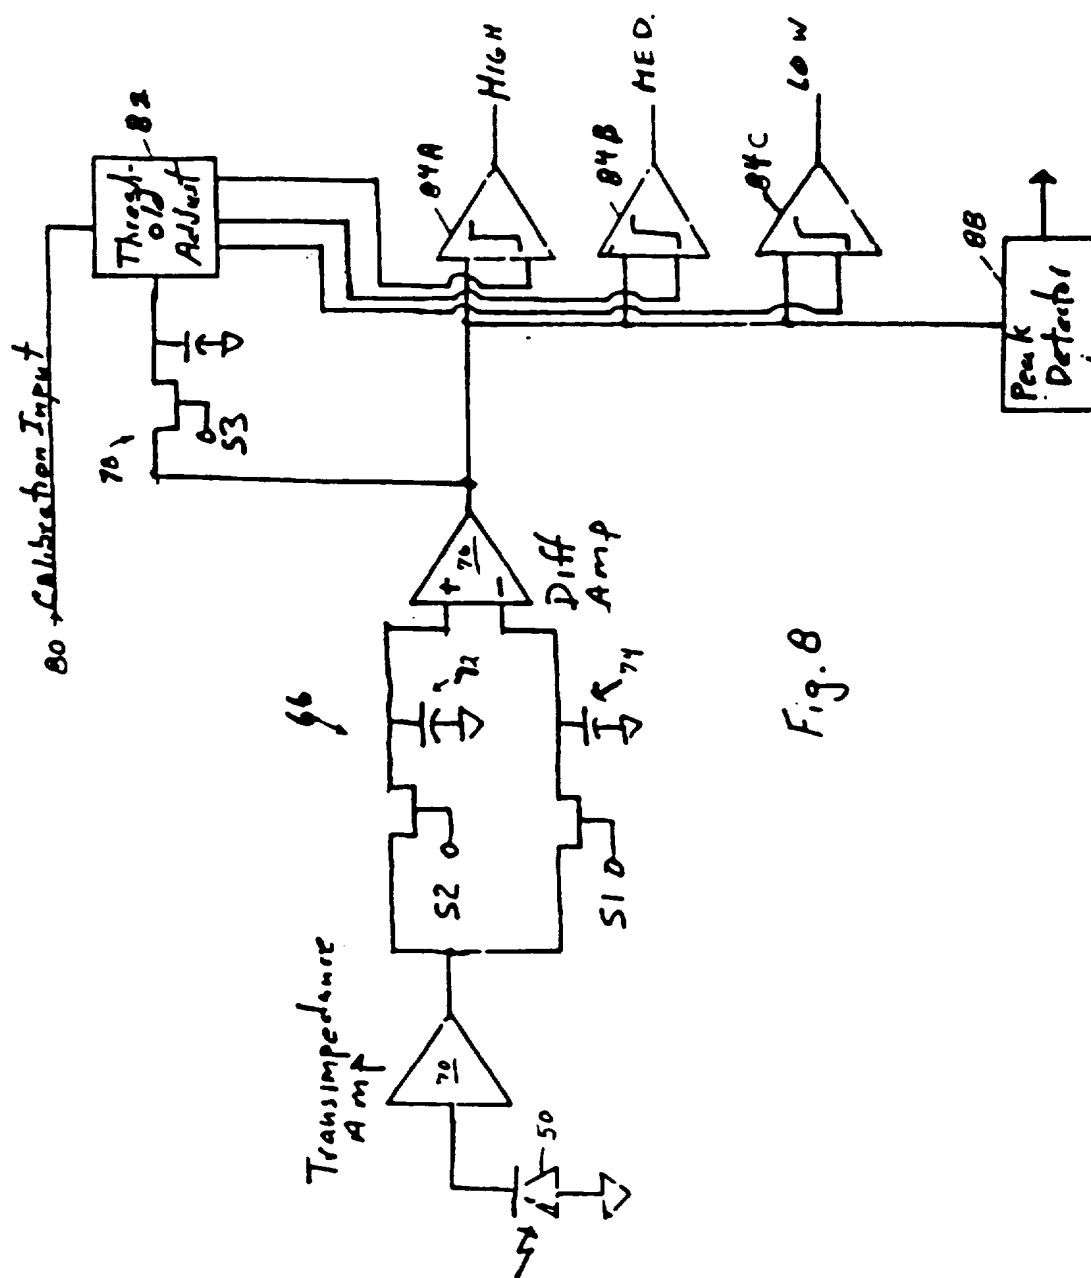 80
Calibration Input
78
S3
Thresh-
old
Adjust
82
84A
HIGH
84B
MED.
84C
LOW
88
Peak
Detector
66
Transimpedance
Amp
70
50
S2
72
S1
74
+
76
-
Diff
Amp
Fig. 8